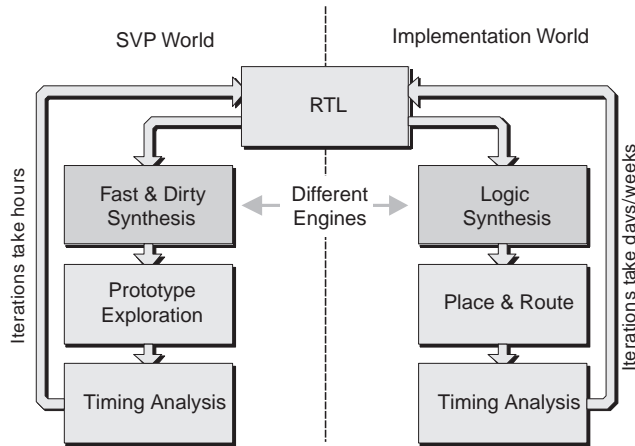 SVP World
Implementation World
RTL
Fast & Dirty
Synthesis
Different
Engines
Logic
Synthesis
Prototype
Exploration
Place & Route
Timing Analysis
Timing Analysis
Iterations take hours
Iterations take days/weeks